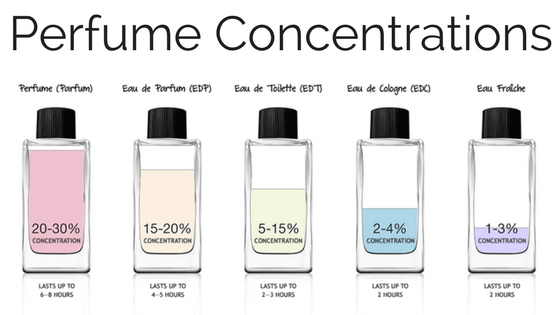 Perfume Concentrations
Perfume (Parfum)
Eau de Parfum (EDP)
Eau de Toilette (EDT)
Eau de Cologne (EDC)
Eau Fraîche
20-30%
CONCENTRATION
15-20%
CONCENTRATION
5-15%
CONCENTRATION
2-4%
CONCENTRATION
1-3%
CONCENTRATION
LASTS UP TO
6-8 HOURS
LASTS UP TO
4-5 HOURS
LASTS UP TO
2-3 HOURS
LASTS UP TO
2 HOURS
LASTS UP TO
2 HOURS